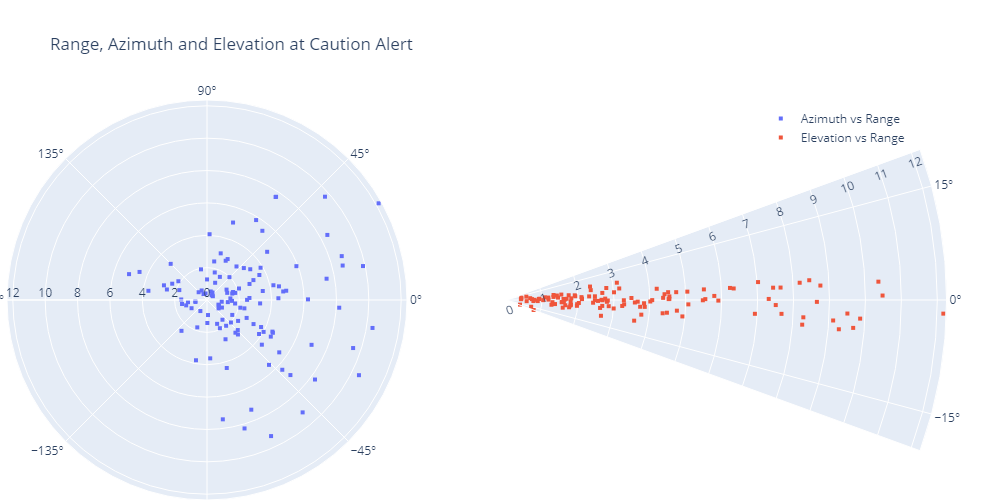 Range, Azimuth and Elevation at Caution Alert
90°
135°
45°
12 10 8 6 4 2 0
0°
−135°
−45°
Azimuth vs Range
Elevation vs Range
0 1 2 3 4 5 6 7 8 9 10 11 12
15°
0°
−15°